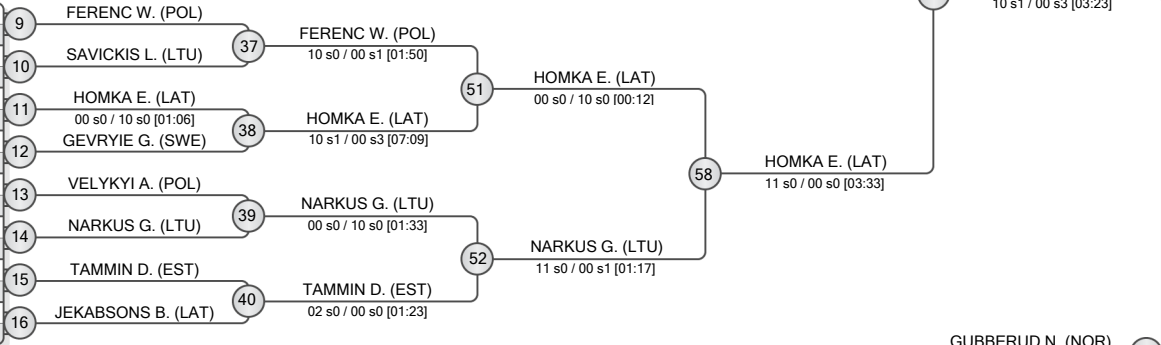 10 s1 / 00 s3 [03:23]
9
FERENC W. (POL)
10
SAVICKIS L. (LTU)
37
FERENC W. (POL)
10 s0 / 00 s1 [01:50]
11
HOMKA E. (LAT)
00 s0 / 10 s0 [01:06]
12
GEVRYIE G. (SWE)
38
HOMKA E. (LAT)
10 s1 / 00 s3 [07:09]
51
HOMKA E. (LAT)
00 s0 / 10 s0 [00:12]
13
VELYKYI A. (POL)
14
NARKUS G. (LTU)
39
NARKUS G. (LTU)
00 s0 / 10 s0 [01:33]
15
TAMMIN D. (EST)
16
JEKABSONS B. (LAT)
40
TAMMIN D. (EST)
02 s0 / 00 s0 [01:23]
52
NARKUS G. (LTU)
11 s0 / 00 s1 [01:17]
58
HOMKA E. (LAT)
11 s0 / 00 s0 [03:33]
GUBBERUD N. (NOR)